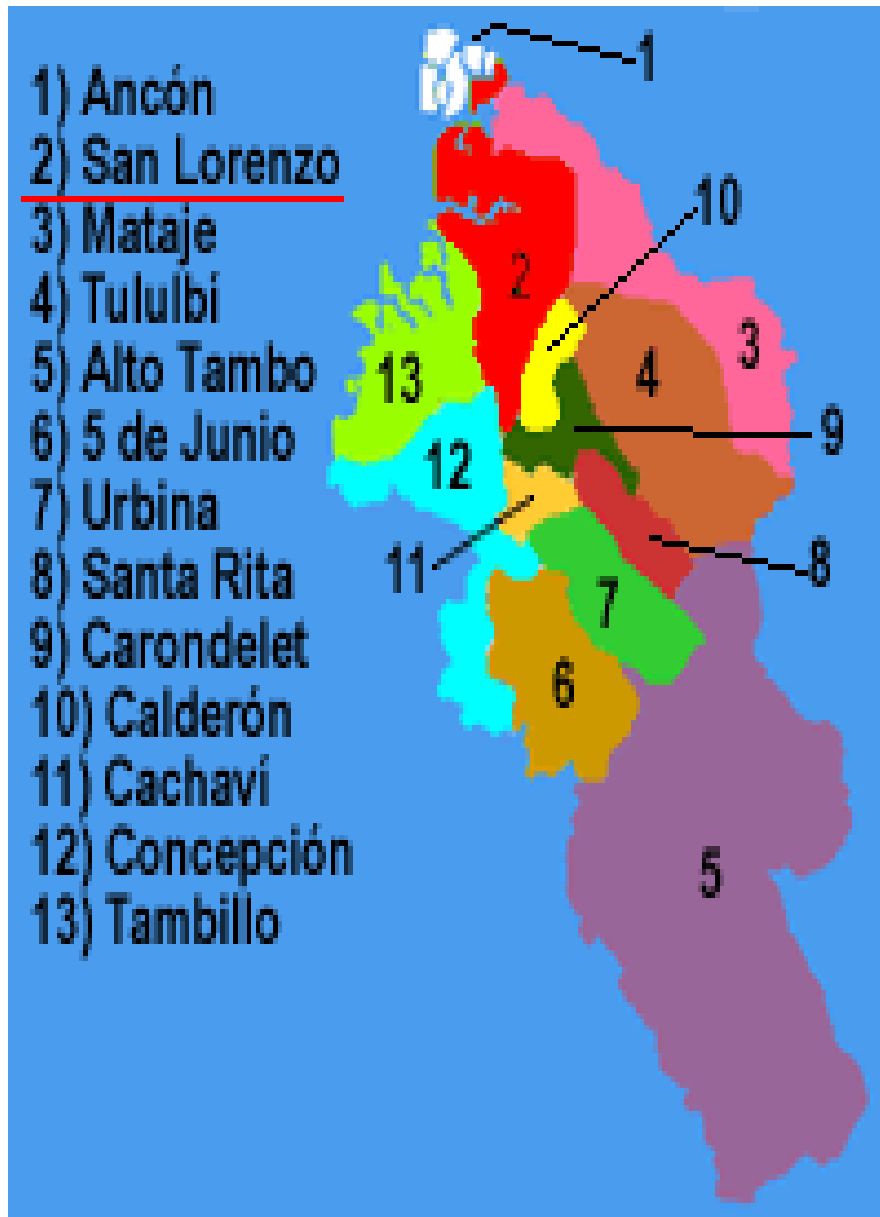 1) Ancón
2) San Lorenzo
3) Mataje
4) Tululbí
5) Alto Tambo
6) 5 de Junio
7) Urbina
8) Santa Rita
9) Carondelet
10) Calderón
11) Cachaví
12) Concepción
13) Tambillo
1
10
2
3
4
13
9
12
11
8
7
6
5